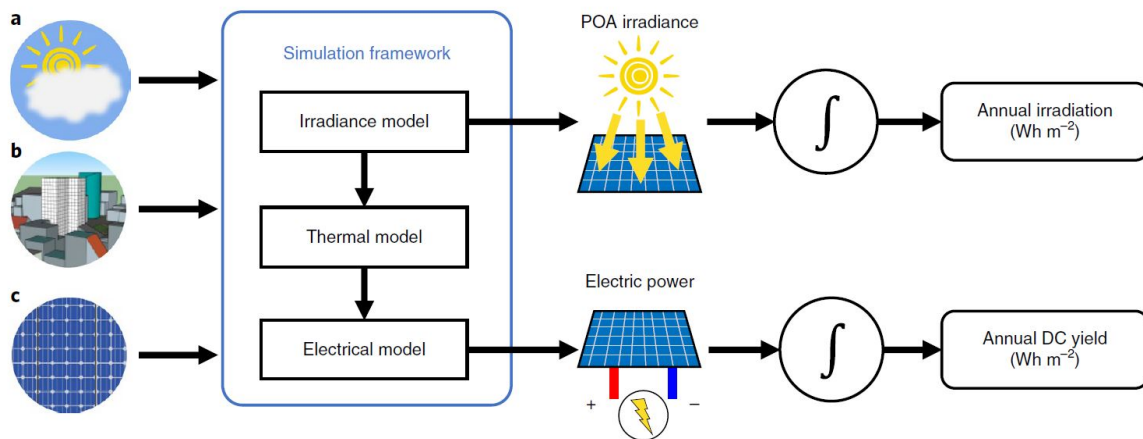 a
b
c
Simulation framework
Irradiance model
Thermal model
Electrical model
POA irradiance
∫
Annual irradiation
(Wh m⁻²)
Electric power
+ −
∫
Annual DC yield
(Wh m⁻²)